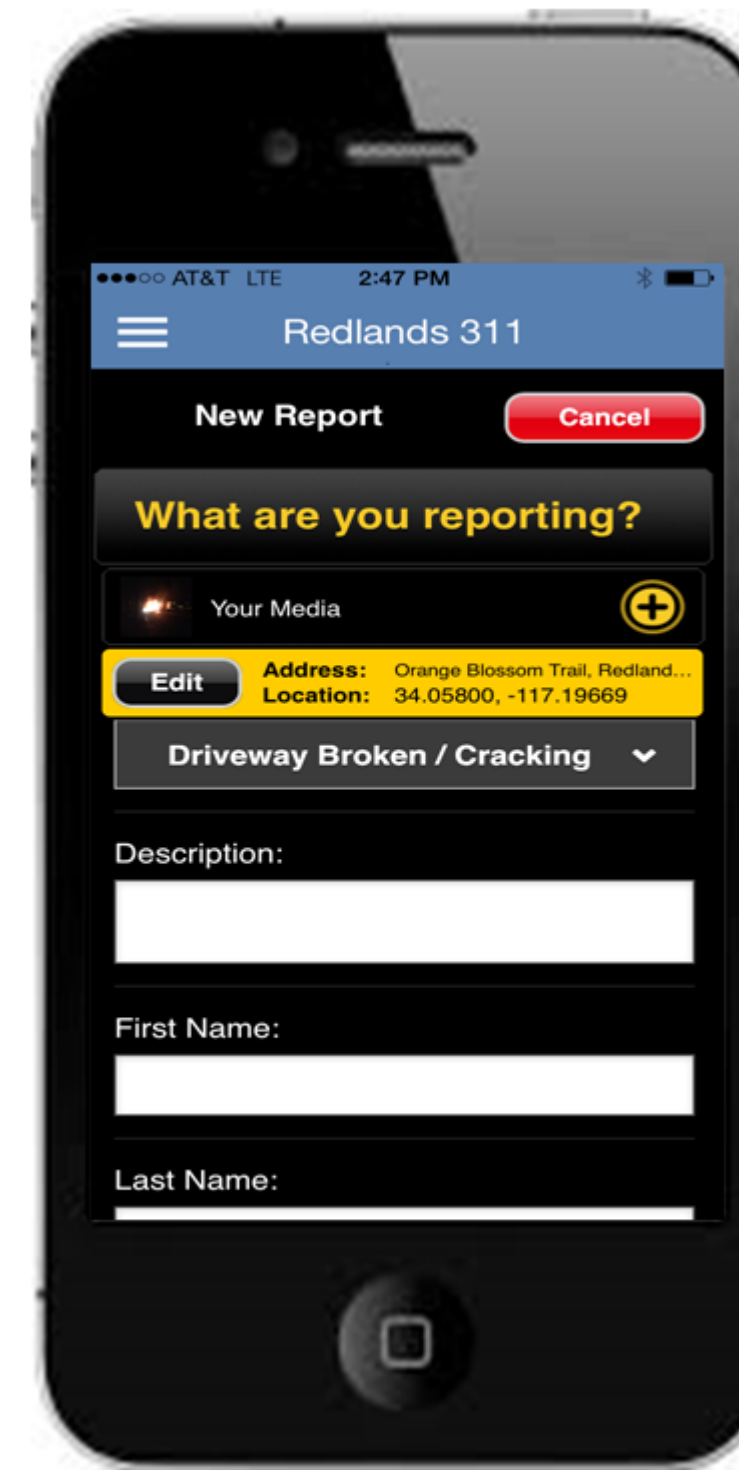 AT&T LTE 2:47 PM
Redlands 311
New Report Cancel
What are you reporting?
Your Media
Edit Address: Orange Blossom Trail, Redland...
Location: 34.05800, -117.19669
Driveway Broken / Cracking
Description:
First Name:
Last Name: